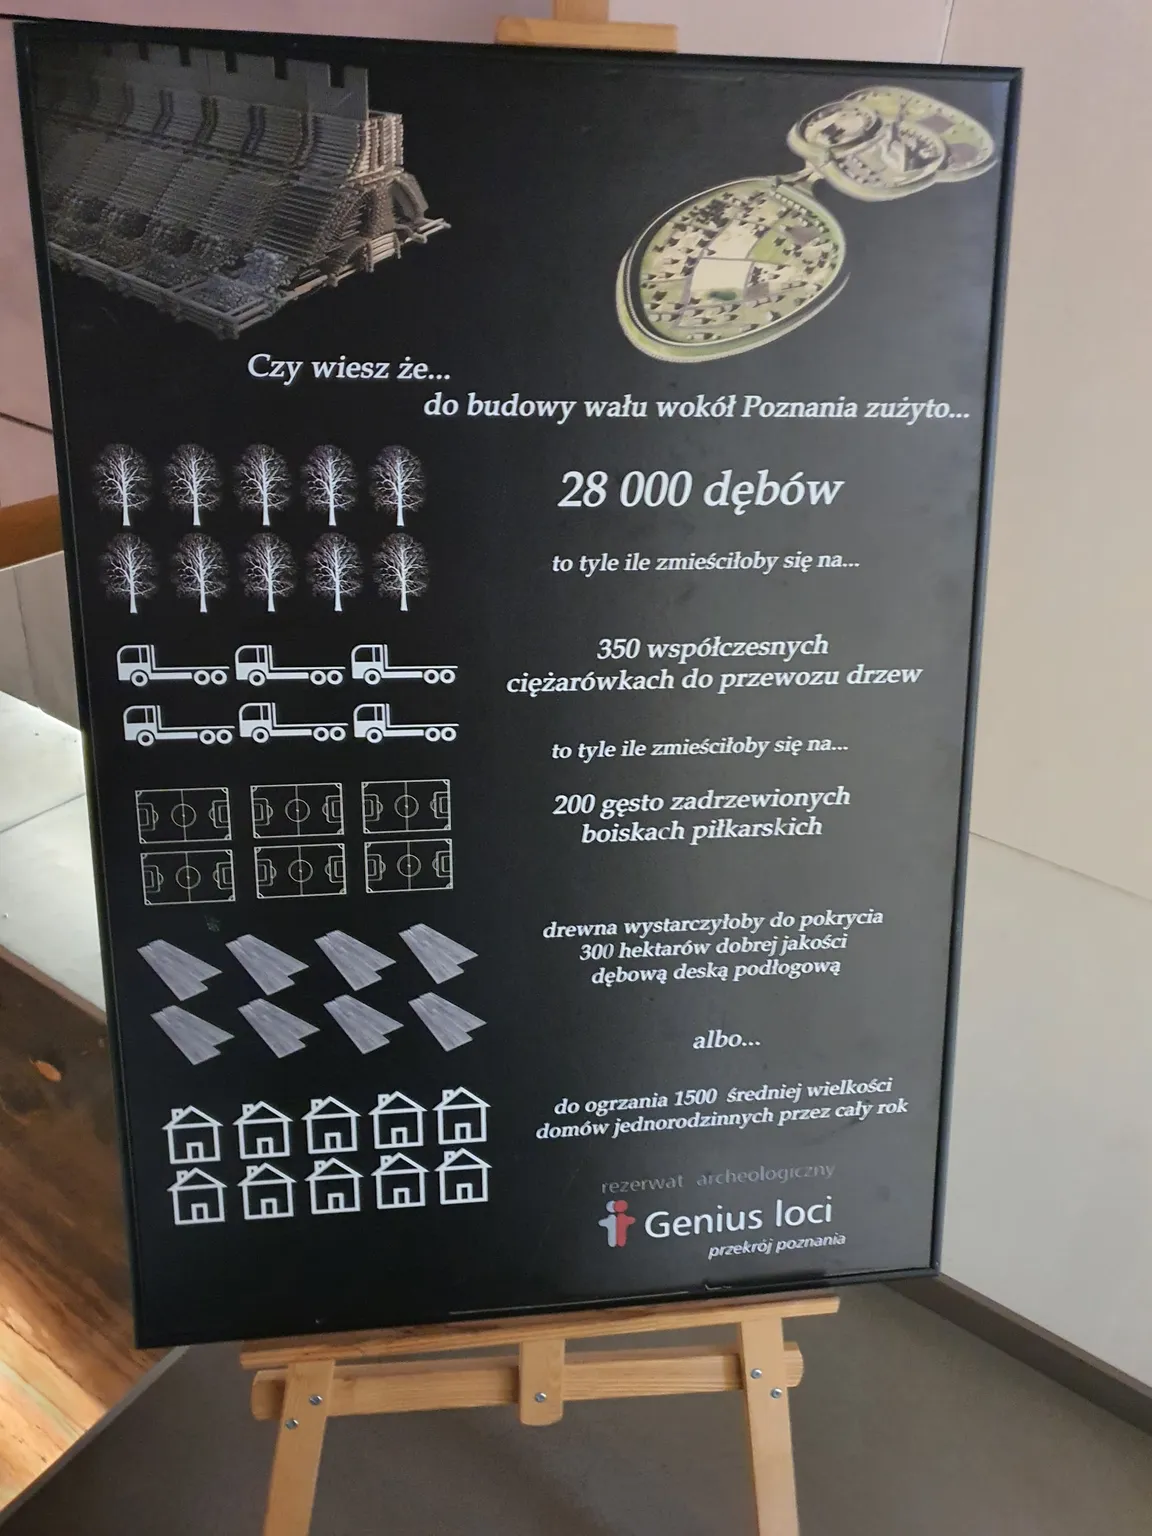 Czy wiesz że...
do budowy wału wokół Poznania zużyto...
28 000 dębów
to tyle ile zmieściłoby się na...
350 współczesnych
ciężarówkach do przewozu drzew
to tyle ile zmieściłoby się na...
200 gęsto zadrzewionych
boiskach piłkarskich
drewna wystarczyłoby do pokrycia
300 hektarów dobrej jakości
dębową deską podłogową
albo...
do ogrzania 1500 średniej wielkości
domów jednorodzinnych przez cały rok
rezerwat archeologiczny
Genius loci
przekrój poznania